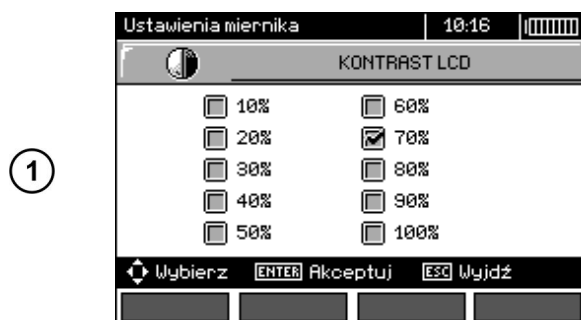 Ustawienia miernika 10:16
KONTRAST LCD
10% 60%
20% 70%
30% 80%
40% 90%
50% 100%
1
Wybierz ENTER Akceptuj ESC Wyjdź